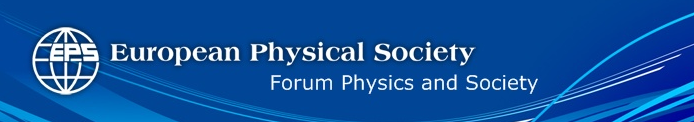 EPS
European Physical Society
Forum Physics and Society